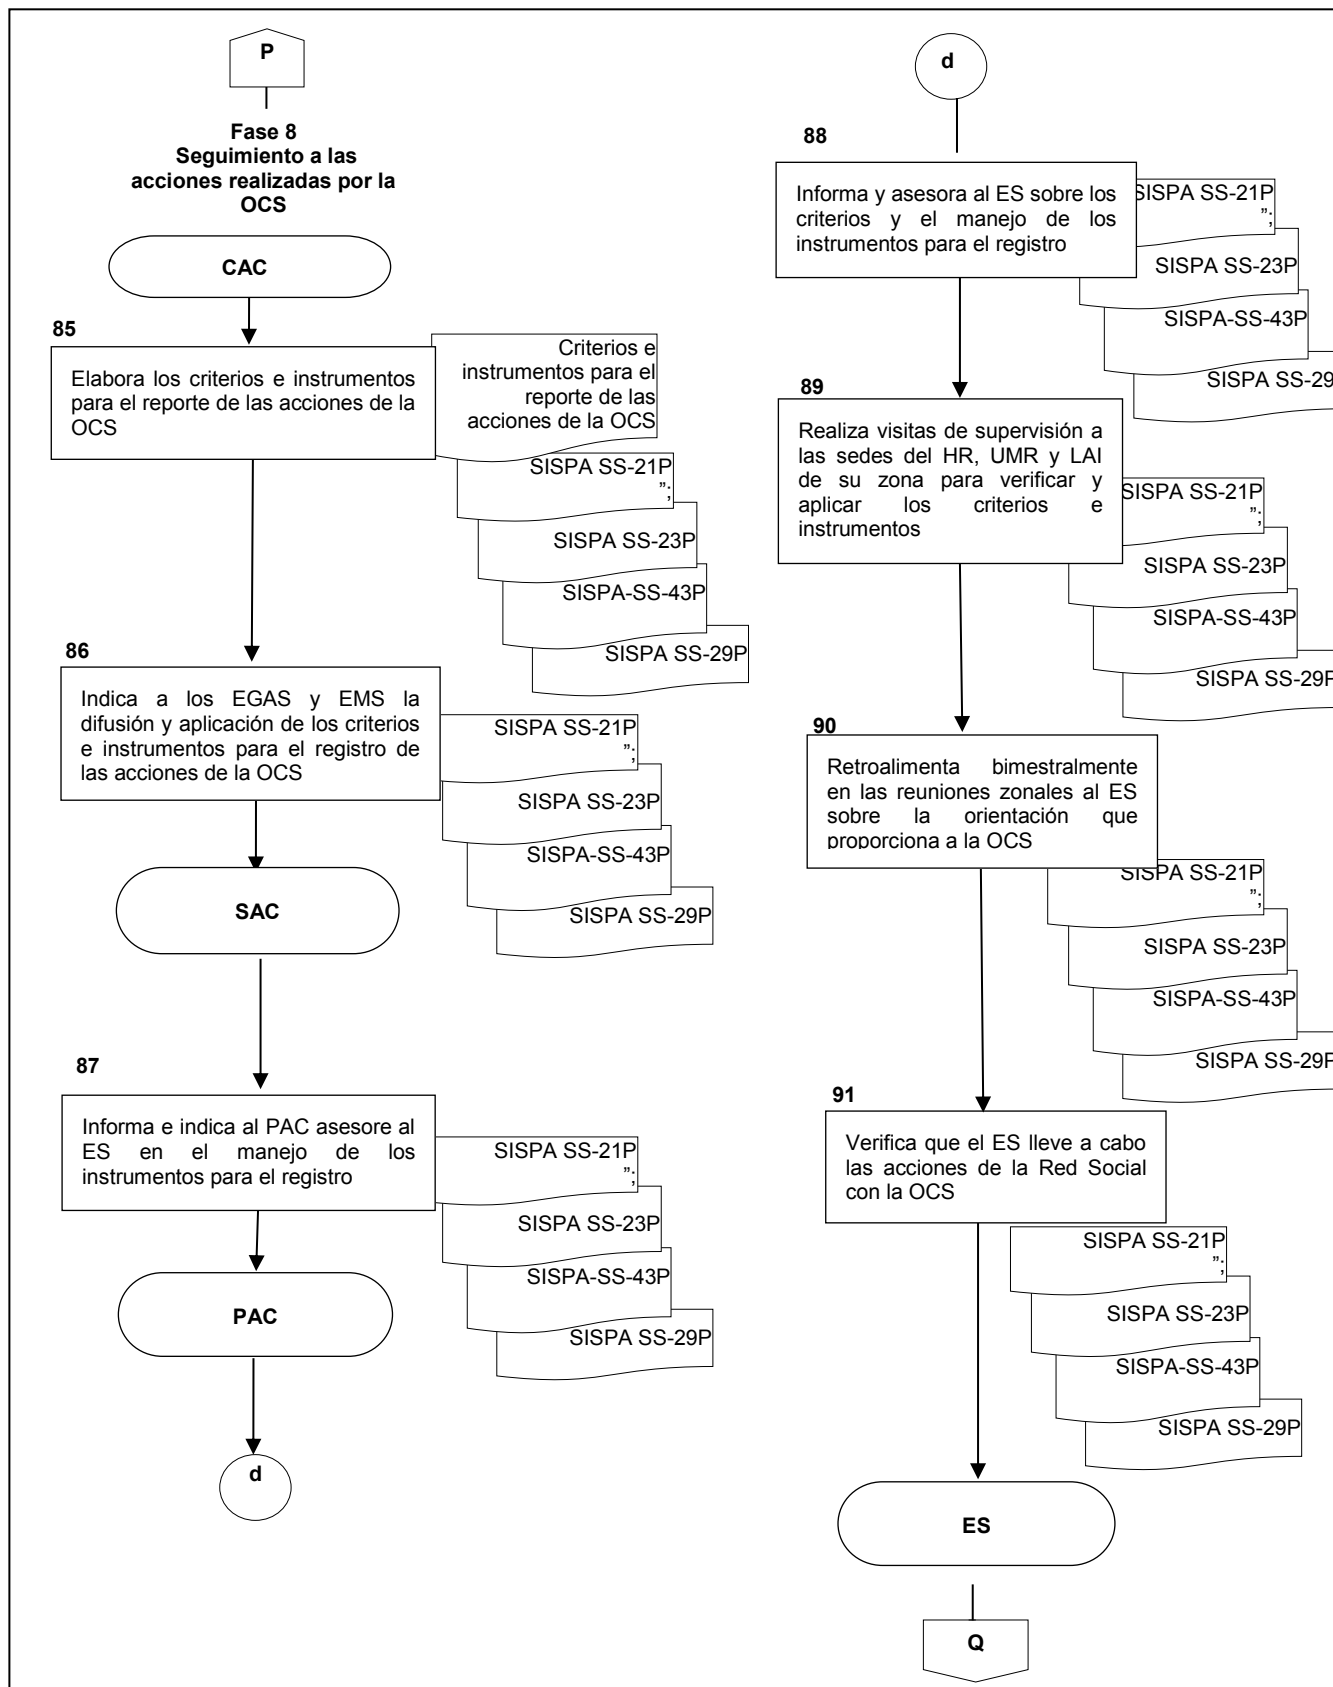 P
Fase 8
Seguimiento a las
acciones realizadas por la
OCS
CAC
85
Elabora los criterios e instrumentos
para el reporte de las acciones de la
OCS
Criterios e
instrumentos para el
reporte de las
acciones de la OCS
SISPA SS-21P
”;
SISPA SS-23P
SISPA-SS-43P
SISPA SS-29P
86
Indica a los EGAS y EMS la
difusión y aplicación de los criterios
e instrumentos para el registro de
las acciones de la OCS
SISPA SS-21P
”;
SISPA SS-23P
SISPA-SS-43P
SISPA SS-29P
SAC
87
Informa e indica al PAC asesore al
ES en el manejo de los
instrumentos para el registro
SISPA SS-21P
”;
SISPA SS-23P
SISPA-SS-43P
SISPA SS-29P
PAC
d
d
88
Informa y asesora al ES sobre los
criterios y el manejo de los
instrumentos para el registro
SISPA SS-21P
”;
SISPA SS-23P
SISPA-SS-43P
SISPA SS-29
89
Realiza visitas de supervisión a
las sedes del HR, UMR y LAI
de su zona para verificar y
aplicar los criterios e
instrumentos
SISPA SS-21P
”;
SISPA SS-23P
SISPA-SS-43P
SISPA SS-29P
90
Retroalimenta bimestralmente
en las reuniones zonales al ES
sobre la orientación que
proporciona a la OCS
SISPA SS-21P
”;
SISPA SS-23P
SISPA-SS-43P
SISPA SS-29P
91
Verifica que el ES lleve a cabo
las acciones de la Red Social
con la OCS
SISPA SS-21P
”;
SISPA SS-23P
SISPA-SS-43P
SISPA SS-29P
ES
Q